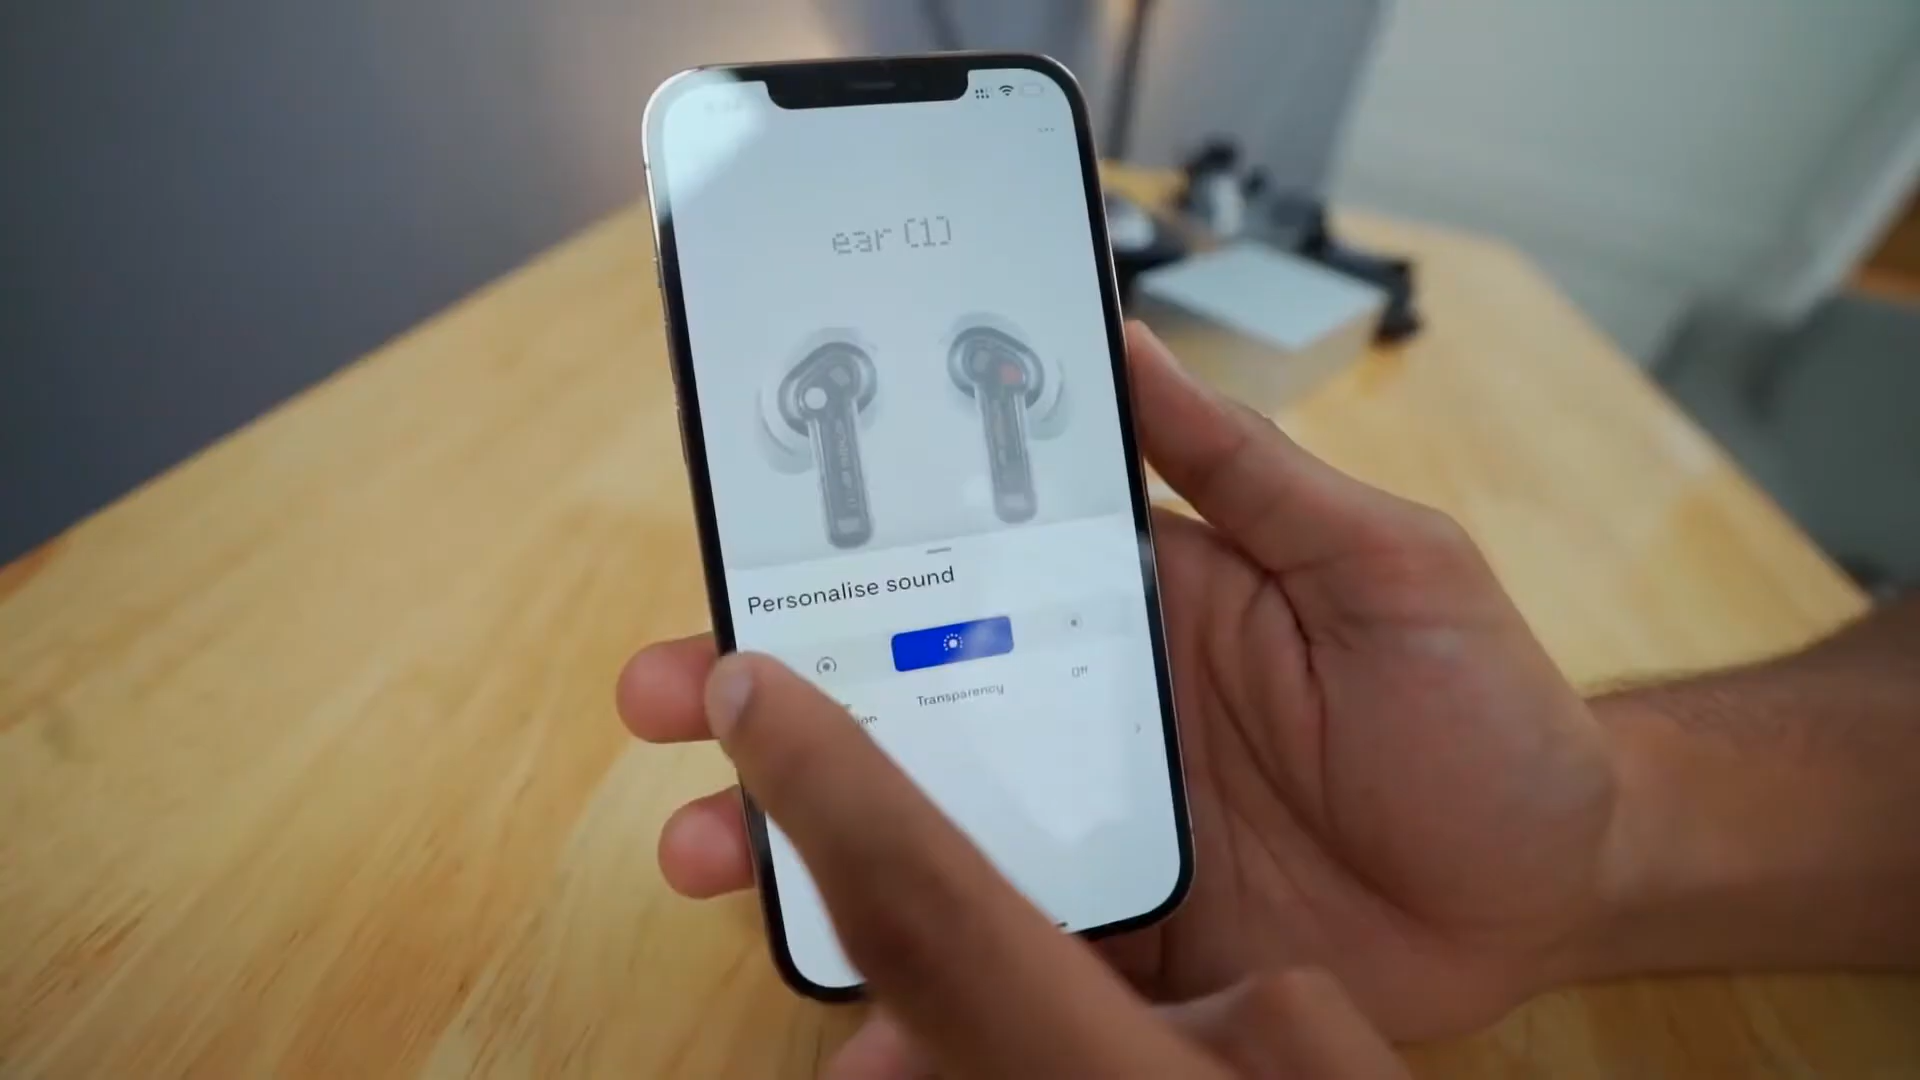 ear (1)
Personalise sound
Transparency
Off